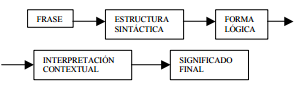 FRASE
ESTRUCTURA
SINTÁCTICA
FORMA
LÓGICA
INTERPRETACIÓN
CONTEXTUAL
SIGNIFICADO
FINAL